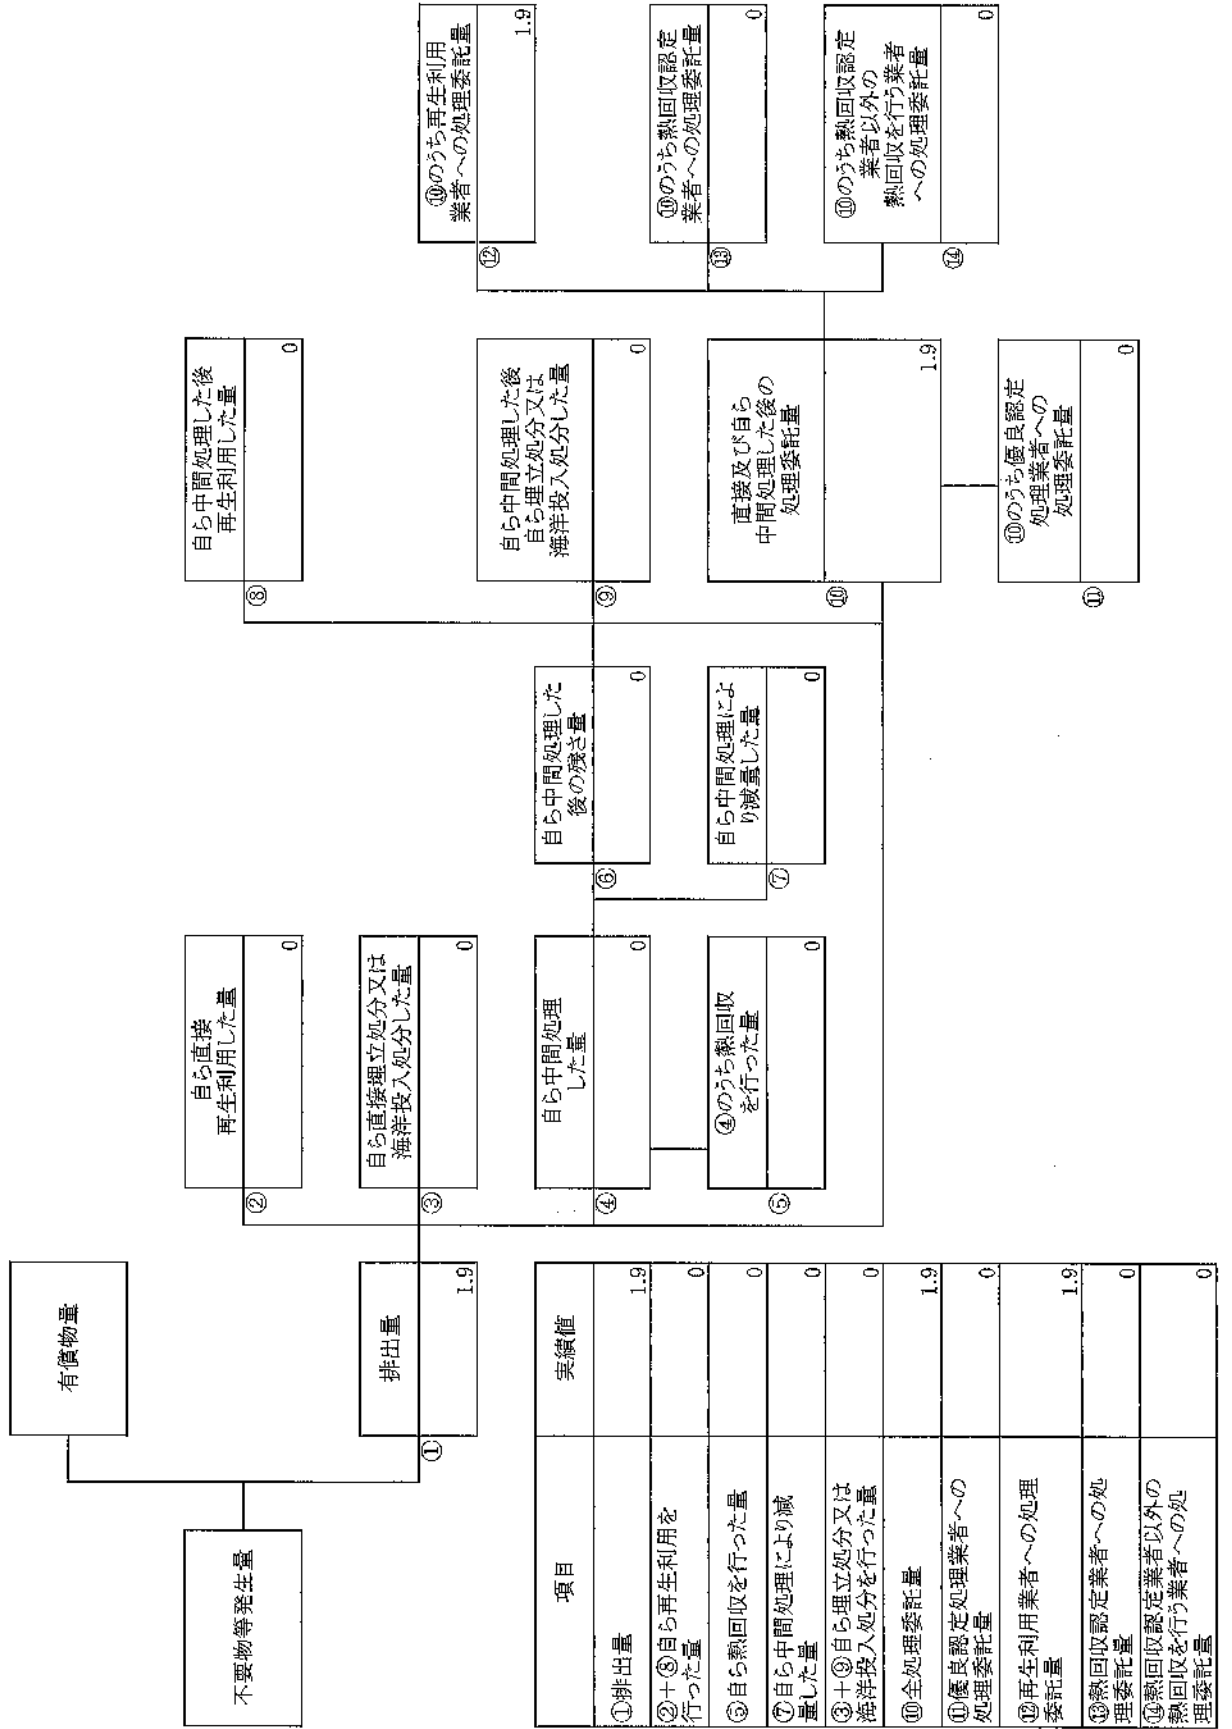 不要物等発生量
有償物量
排出量
①
1.9
自ら直接
再生利用した量
②
0
自ら直接埋立処分又は
海洋投入処分した量
③
0
自ら中間処理
した量
④
0
④のうち熱回収
を行った量
⑤
0
自ら中間処理した
後の残さ量
⑥
0
自ら中間処理によ
り減量した量
⑦
0
自ら中間処理した後
再生利用した量
⑧
0
自ら中間処理した後
自ら埋立処分又は
海洋投入処分した量
⑨
0
直接及び自ら
中間処理した後の
処理委託量
⑩
1.9
⑩のうち優良認定
処理業者への
処理委託量
⑪
0
⑩のうち再生利用
業者への処理委託量
⑫
1.9
⑩のうち熱回収認定
業者への処理委託量
⑬
0
⑩のうち熱回収認定
業者以外の
熱回収を行う業者
への処理委託量
⑭
0
項目 実績値
①排出量 1.9
②+⑧自ら再生利用を
行った量 0
⑤自ら熱回収を行った量 0
⑦自ら中間処理により減
量した量 0
③+⑨自ら埋立処分又は
海洋投入処分を行った量 0
⑩全処理委託量 1.9
⑪優良認定処理業者への
処理委託量 0
⑫再生利用業者への処理
委託量 1.9
⑬熱回収認定業者への処
理委託量 0
⑭熱回収認定業者以外の
熱回収を行う業者への処
理委託量 0